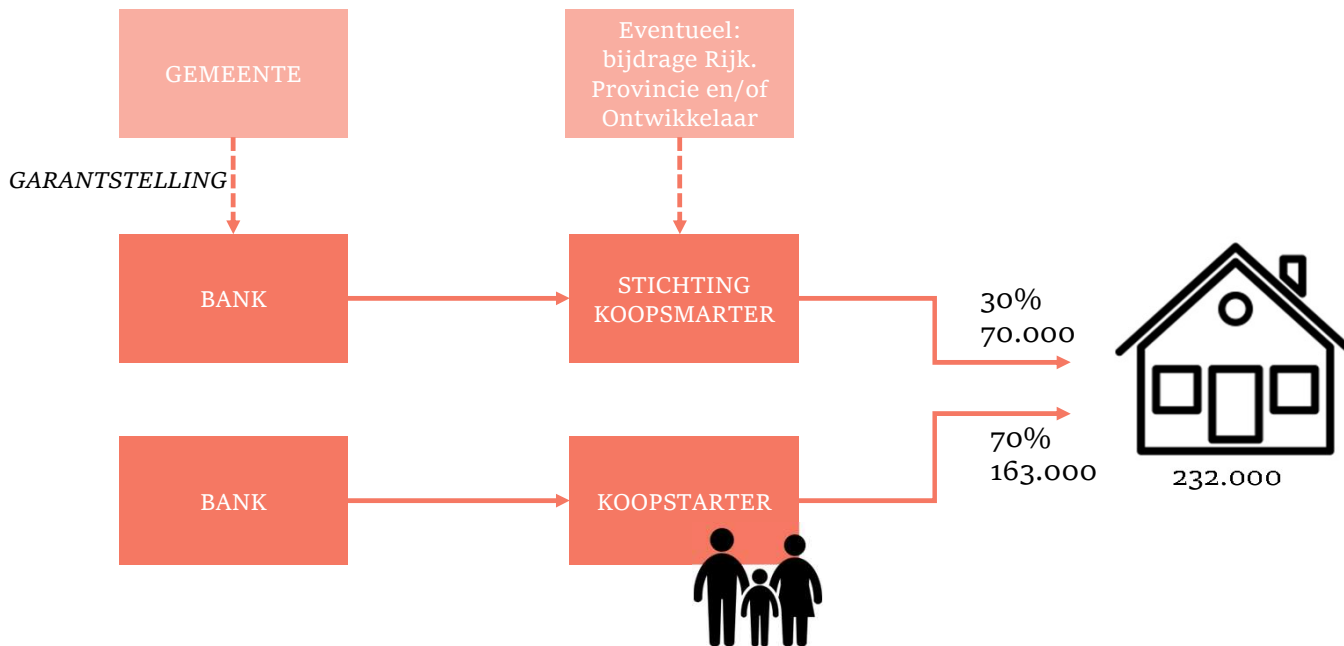 GEMEENTE
Eventueel:
bijdrage Rijk.
Provincie en/of
Ontwikkelaar
GARANTSTELLING
BANK
STICHTING
KOOPSMARTER
30%
70.000
BANK
KOOPSTARTER
70%
163.000
232.000